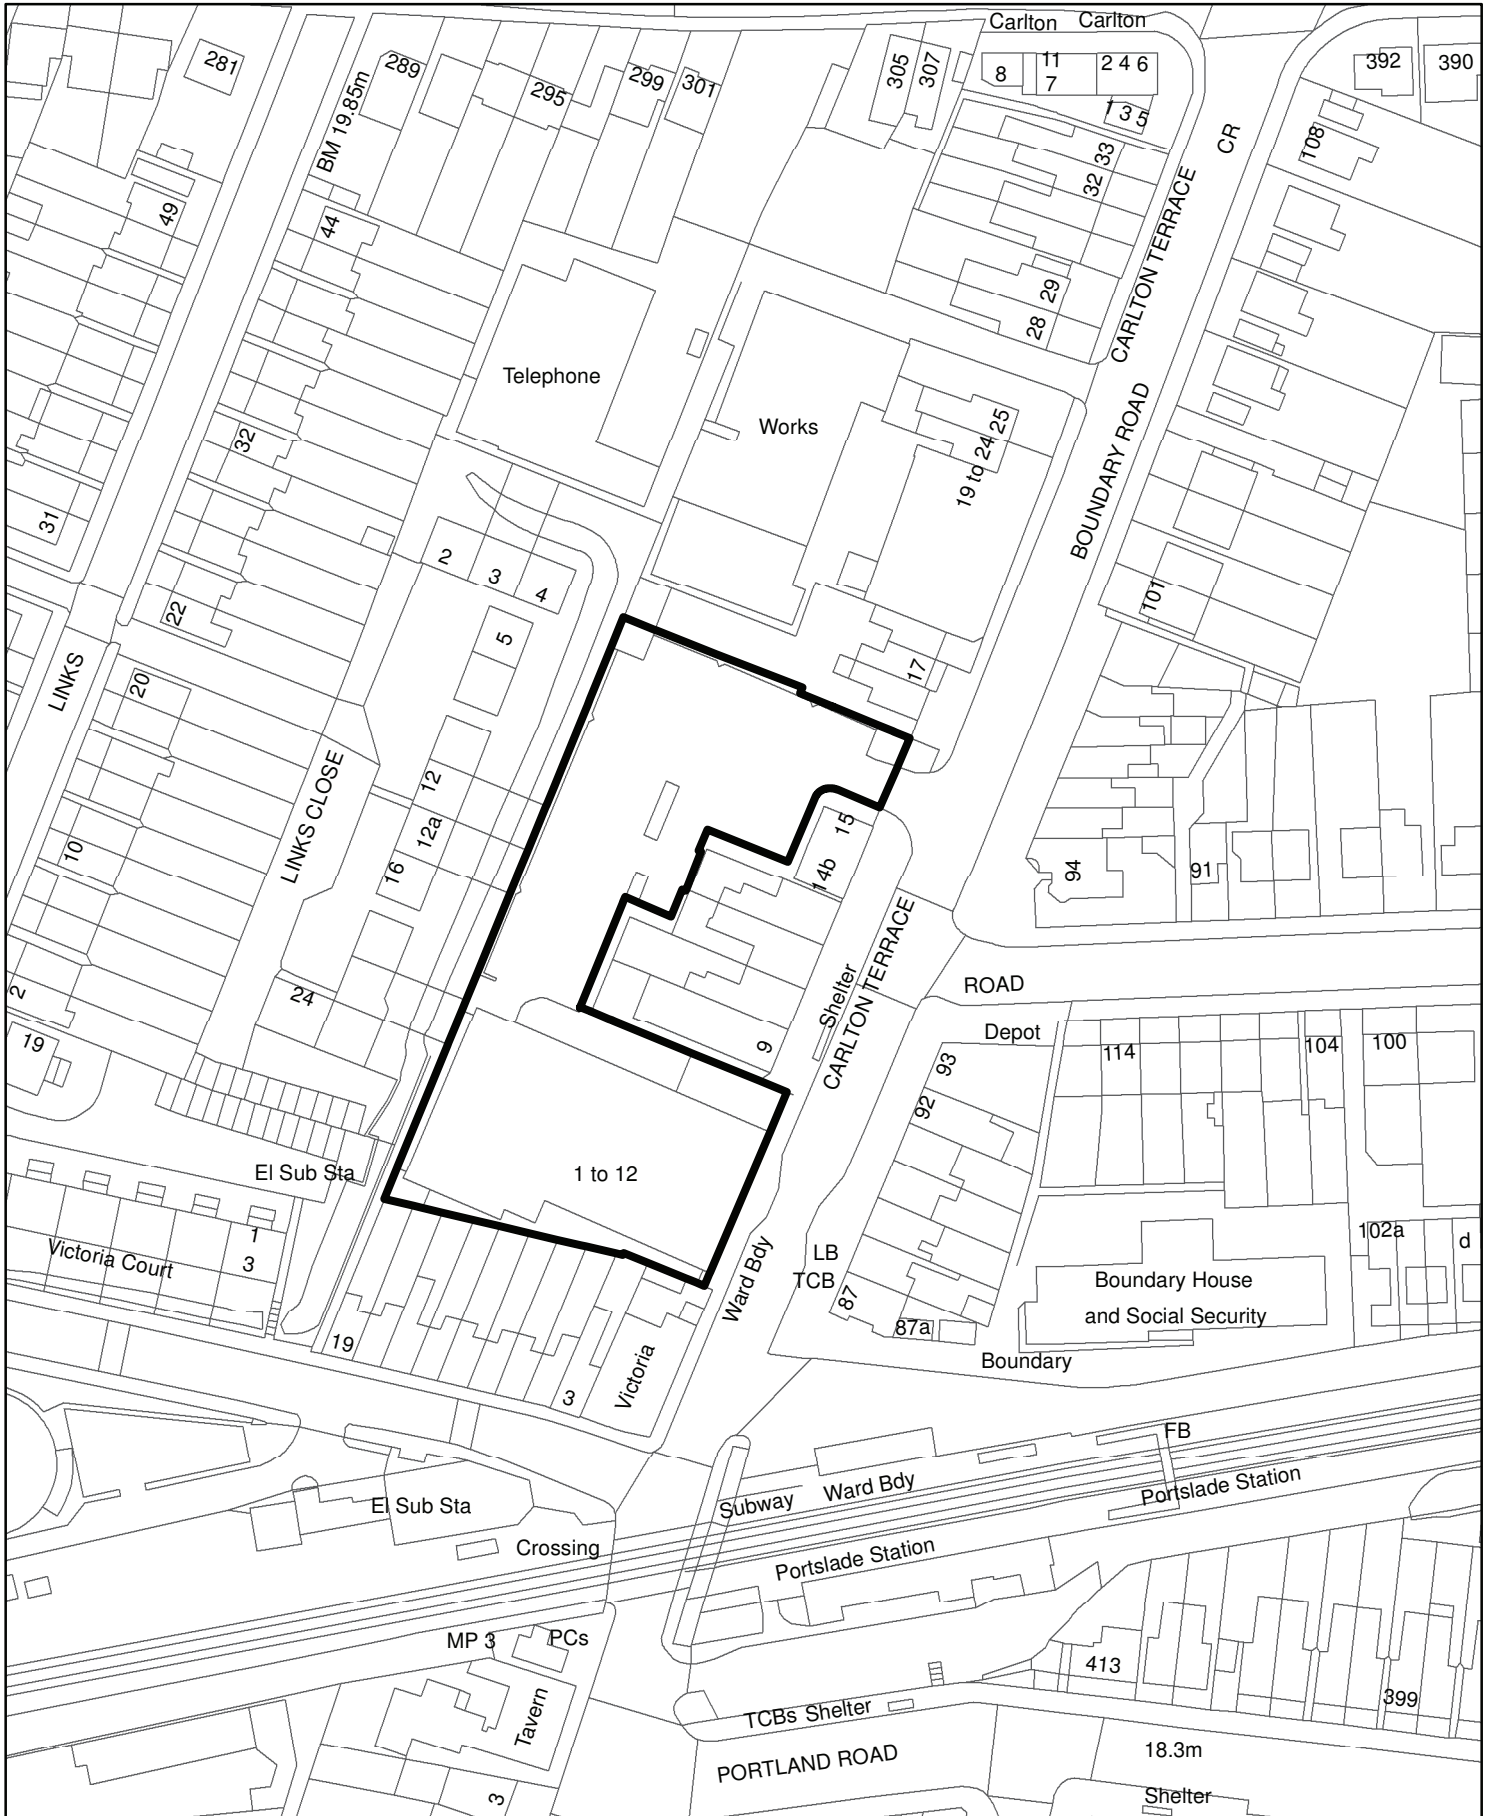 Carlton Carlton
281
289
295
299
301
305
307
8
11
7
2 4 6
1 3 5
392
390
BM 19.85m
108
CR
33
32
49
44
CARLTON TERRACE
29
28
Telephone
Works
25
19 to 24
BOUNDARY ROAD
32
31
2
3
4
101
22
5
17
LINKS
20
12
12a
15
14b
10
LINKS CLOSE
16
94
91
CARLTON TERRACE
Shelter
ROAD
2
24
19
9
Depot
93
92
114
104
100
El Sub Sta
1 to 12
1
3
Victoria Court
Ward Bdy
LB
TCB
87
87a
102a
d
Boundary House
and Social Security
Boundary
19
3
Victoria
FB
Portslade Station
Subway
Ward Bdy
El Sub Sta
Crossing
Portslade Station
MP 3
PCs
Tavern
413
399
TCBs Shelter
PORTLAND ROAD
18.3m
Shelter
3